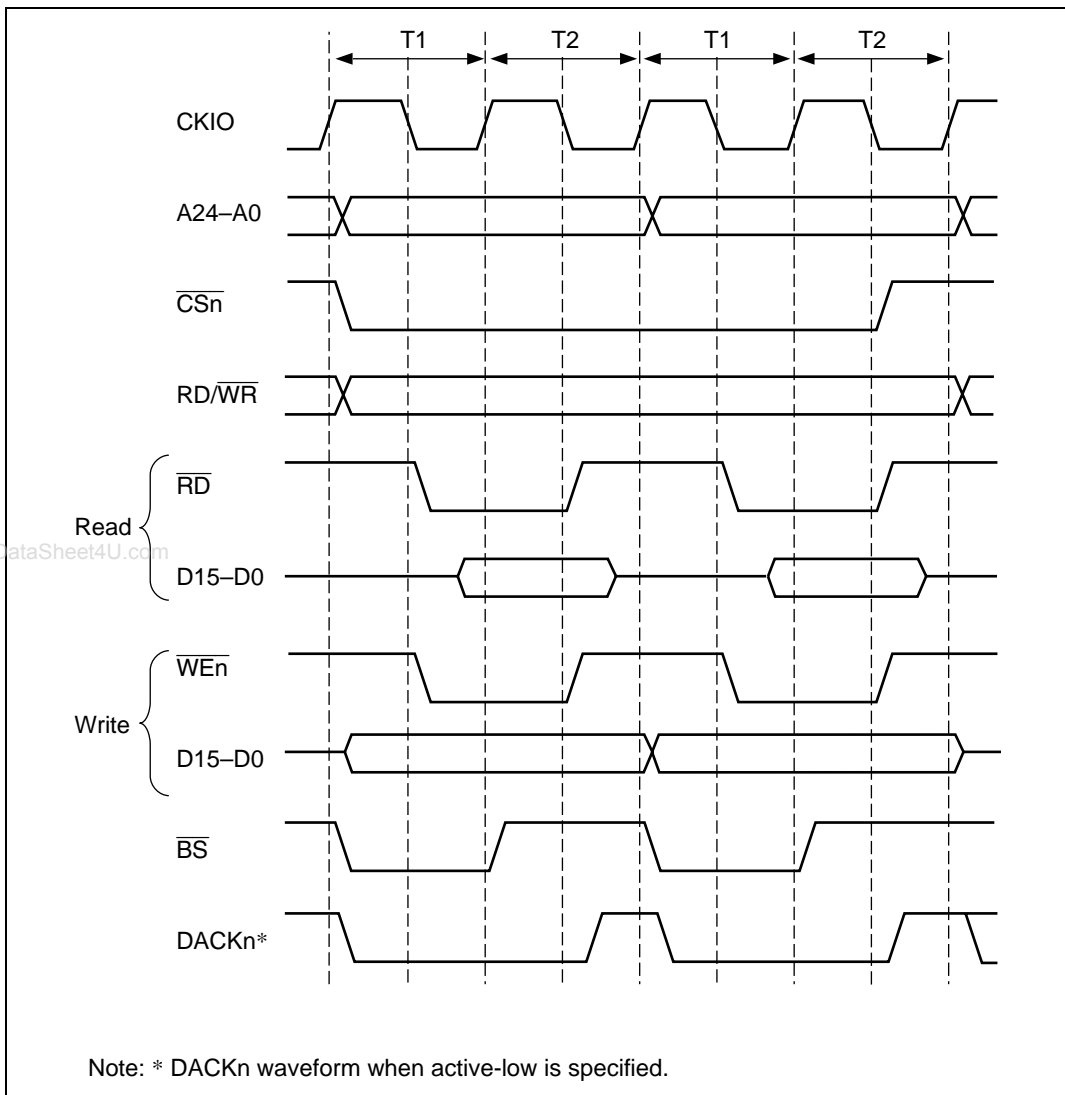 T1 T2 T1 T2
CKIO
A24–A0
CSn
RD/WR
RD
Read
D15–D0
DataSheet4U.com
WEn
Write
D15–D0
BS
DACKn*
Note: * DACKn waveform when active-low is specified.